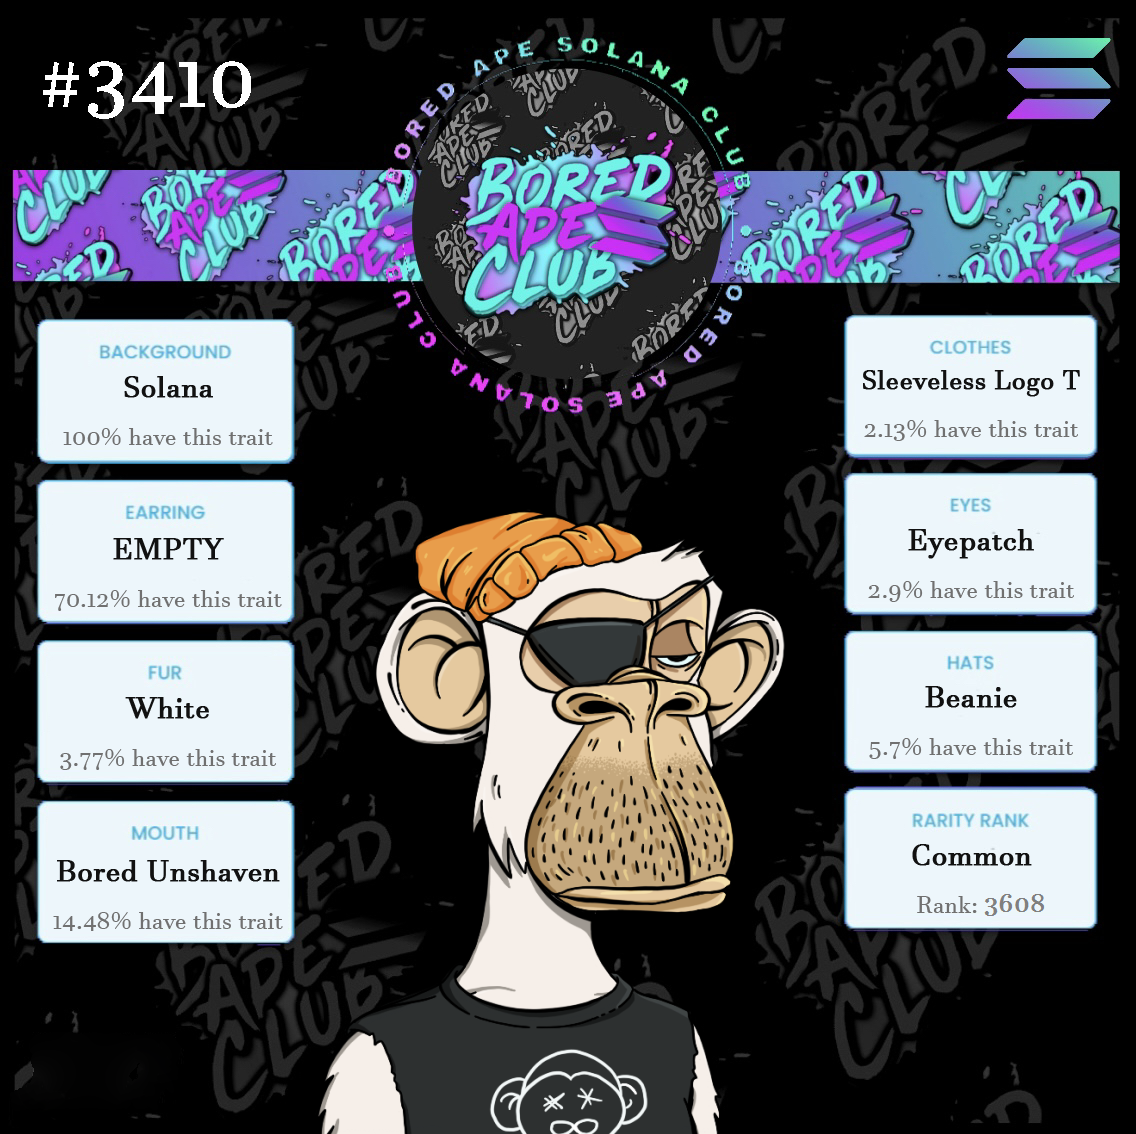 #3410
BORED APE SOLANA CLUB
BORED APE SOLANA CLUB
BORED
APE
CLUB
BACKGROUND
Solana
100% have this trait
EARRING
EMPTY
70.12% have this trait
FUR
White
3.77% have this trait
MOUTH
Bored Unshaven
14.48% have this trait
CLOTHES
Sleeveless Logo T
2.13% have this trait
EYES
Eyepatch
2.9% have this trait
HATS
Beanie
5.7% have this trait
RARITY RANK
Common
Rank: 3608